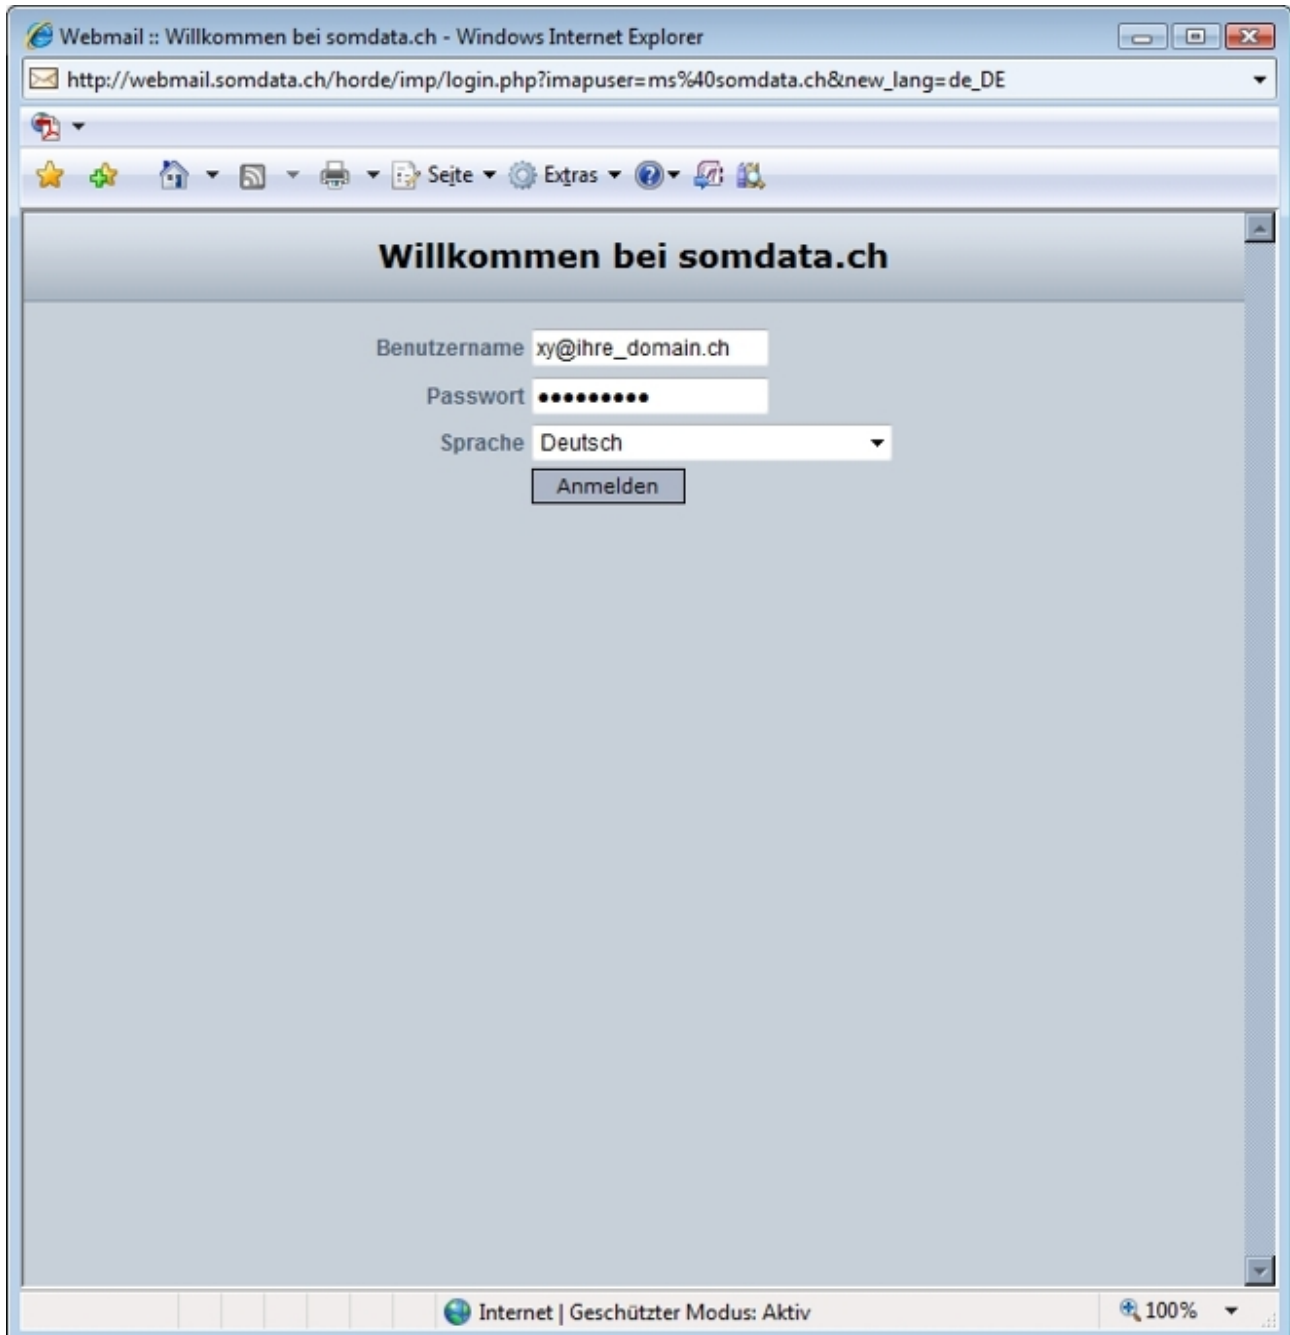 Webmail :: Willkommen bei somdata.ch - Windows Internet Explorer
http://webmail.somdata.ch/horde/imp/login.php?imapuser=ms%40somdata.ch&new_lang=de_DE
Seite Extras
Willkommen bei somdata.ch
Benutzername xy@ihre_domain.ch
Passwort •••••••••
Sprache Deutsch
Anmelden
Internet | Geschützter Modus: Aktiv 100%